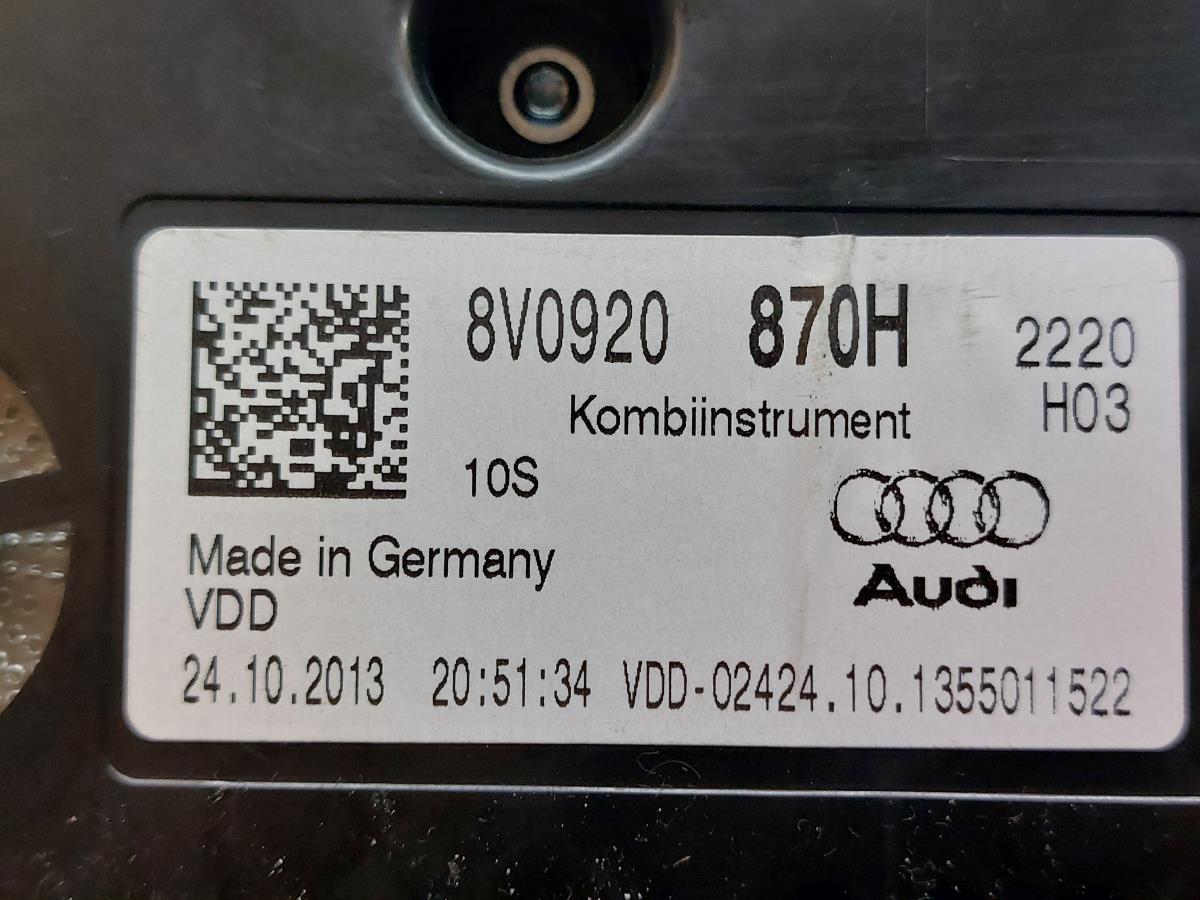 8V0920 870H 2220
Kombiinstrument H03
10S
Audi
Made in Germany
VDD
24.10.2013 20:51:34 VDD-02424.10.1355011522